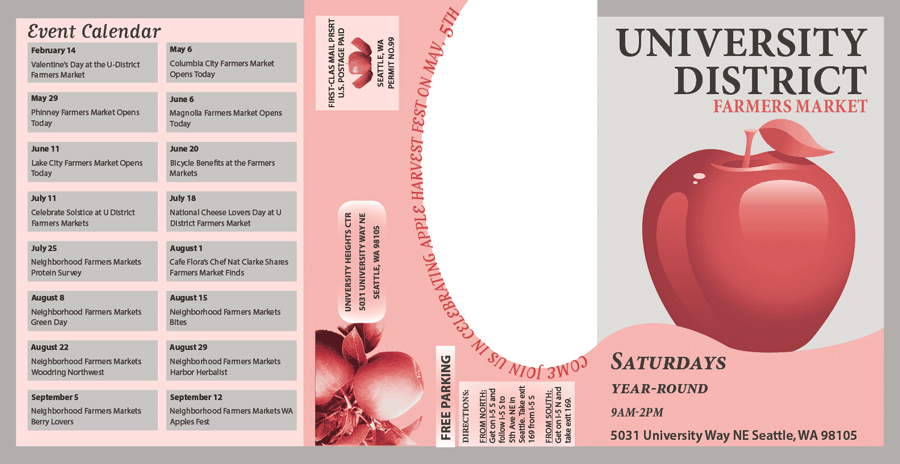 Event Calendar
February 14
Valentine's Day at the U-District
Farmers Market
May 6
Columbia City Farmers Market
Opens Today
May 29
Phinney Farmers Market Opens
Today
June 6
Magnolia Farmers Market Opens
Today
June 11
Lake City Farmers Market Opens
Today
June 20
Bicycle Benefits at the Farmers
Markets
July 11
Celebrate Solstice at U District
Farmers Markets
July 18
National Cheese Lovers Day at U
District Farmers Market
July 25
Neighborhood Farmers Markets
Protein Survey
August 1
Cafe Flora's Chef Nat Clarke Shares
Farmers Market Finds
August 8
Neighborhood Farmers Markets
Green Day
August 15
Neighborhood Farmers Markets
Bites
August 22
Neighborhood Farmers Markets
Woodring Northwest
August 29
Neighborhood Farmers Markets
Harbor Herbalist
September 5
Neighborhood Farmers Markets
Berry Lovers
September 12
Neighborhood Farmers Markets WA
Apples Fest
FIRST-CLAS MAIL PRSRT
U.S. POSTAGE PAID
SEATTLE, WA
PERMIT NO.99
UNIVERSITY HEIGHTS CTR
5031 UNIVERSITY WAY NE
SEATTLE, WA 98105
COME JOIN US IN CELEBRATING APPLE HARVEST FEST ON MAY. 5TH
FREE PARKING
DIRECTIONS:
FROM NORTH:
Get on I-5 S and
follow I-5 S to
5th Ave NE in
Seattle. Take exit
169 from I-5 S
FROM SOUTH:
Get on I-5 N and
take exit 169.
UNIVERSITY
DISTRICT
FARMERS MARKET
SATURDAYS
YEAR-ROUND
9AM-2PM
5031 University Way NE Seattle, WA 98105